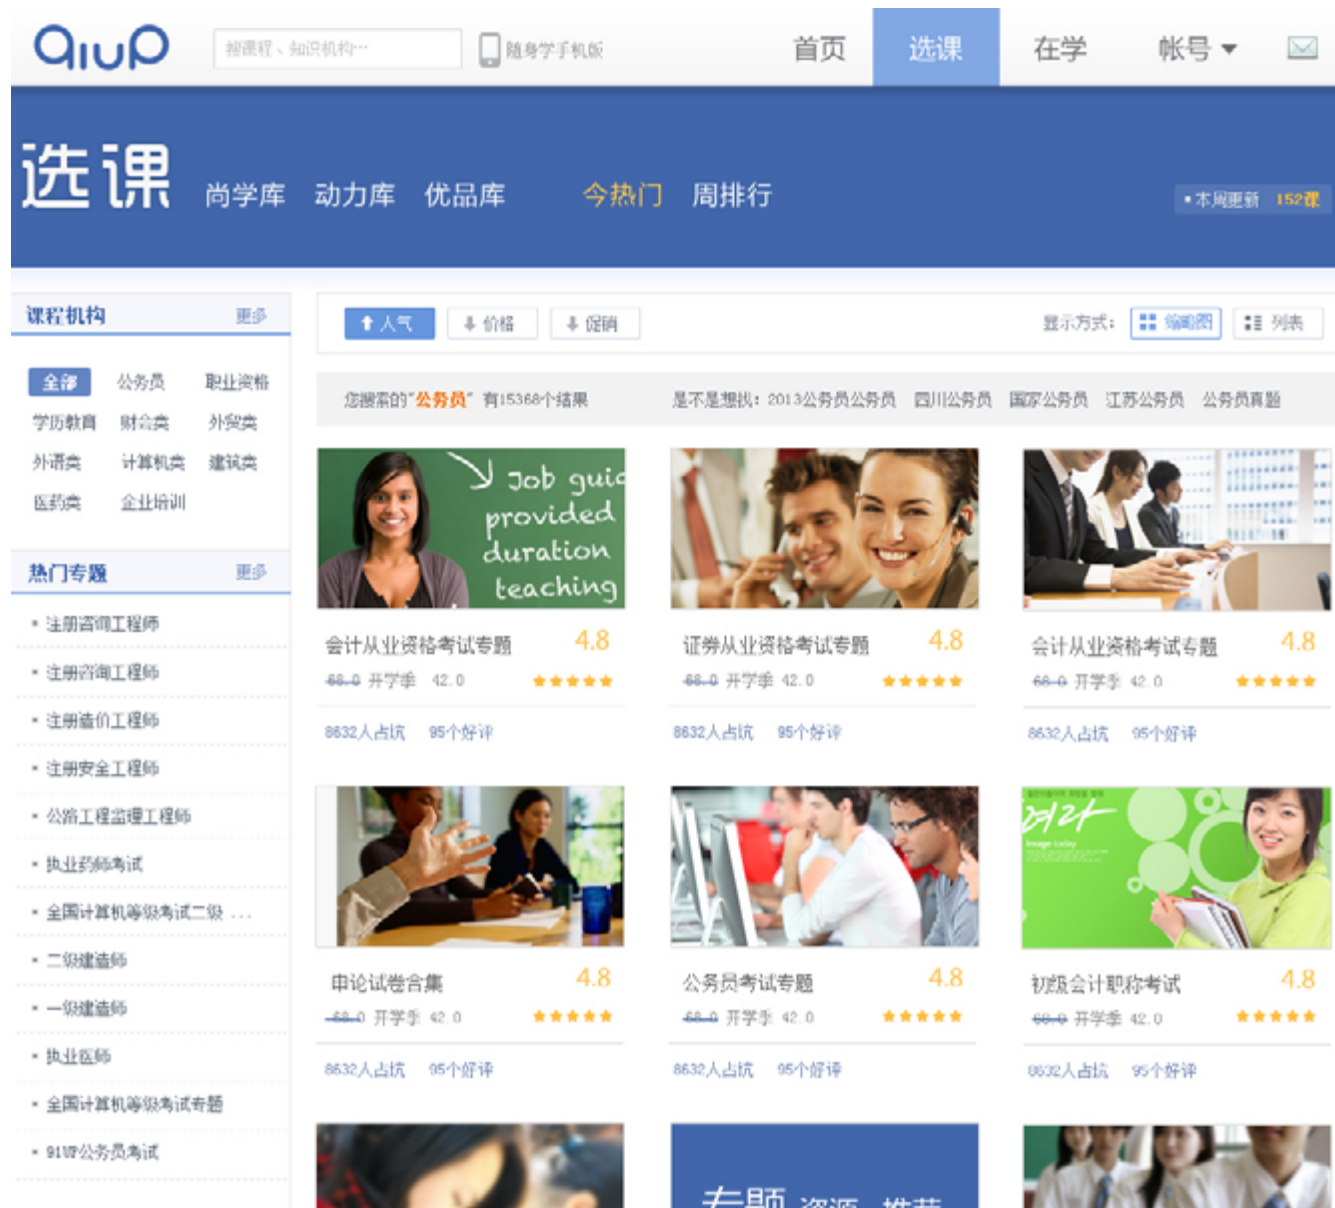 91up
搜课程、知识机构…
随身学手机版
首页 选课 在学 帐号
选课 尚学库 动力库 优品库 今热门 周排行
本周更新 152课
课程机构 更多
全部 公务员 职业资格
学历教育 财会类 外贸类
外语类 计算机类 建筑类
医药类 企业培训
热门专题 更多
注册咨询工程师
注册咨询工程师
注册造价工程师
注册安全工程师
公路工程监理工程师
执业药师考试
全国计算机等级考试二级 ...
二级建造师
一级建造师
执业医师
全国计算机等级考试专题
91UP公务员考试
人气 价格 促销
显示方式: 缩略图 列表
您搜索的"公务员" 有15368个结果
是不是想找: 2013公务员公务员 四川公务员 国家公务员 江苏公务员 公务员真题
Job guid
provided
duration
teaching
会计从业资格考试专题 4.8
68.0 开学季 42.0
8632人占坑 95个好评
证券从业资格考试专题 4.8
68.0 开学季 42.0
8632人占坑 95个好评
会计从业资格考试专题 4.8
68.0 开学季 42.0
8632人占坑 95个好评
여라
Image today
申论试卷合集 4.8
68.0 开学季 42.0
8632人占坑 95个好评
公务员考试专题 4.8
68.0 开学季 42.0
8632人占坑 95个好评
初级会计职称考试 4.8
68.0 开学季 42.0
8632人占坑 95个好评
专题 资源 推荐